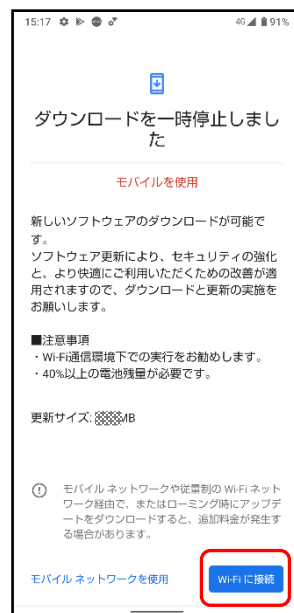 15:17 4G 91%
ダウンロードを一時停止しまし
た
モバイルを使用
新しいソフトウェアのダウンロードが可能で
す。
ソフトウェア更新により、セキュリティの強化
と、より快適にご利用いただくための改善が適
用されますので、ダウンロードと更新の実施を
お願いします。
■注意事項
・Wi-Fi通信環境下での実行をお勧めします。
・40%以上の電池残量が必要です。
更新サイズ: MB
モバイル ネットワークや従量制の Wi-Fi ネット
ワーク経由で、またはローミング時にアップデ
ートをダウンロードすると、追加料金が発生す
る場合があります。
モバイル ネットワークを使用 Wi-Fi に接続